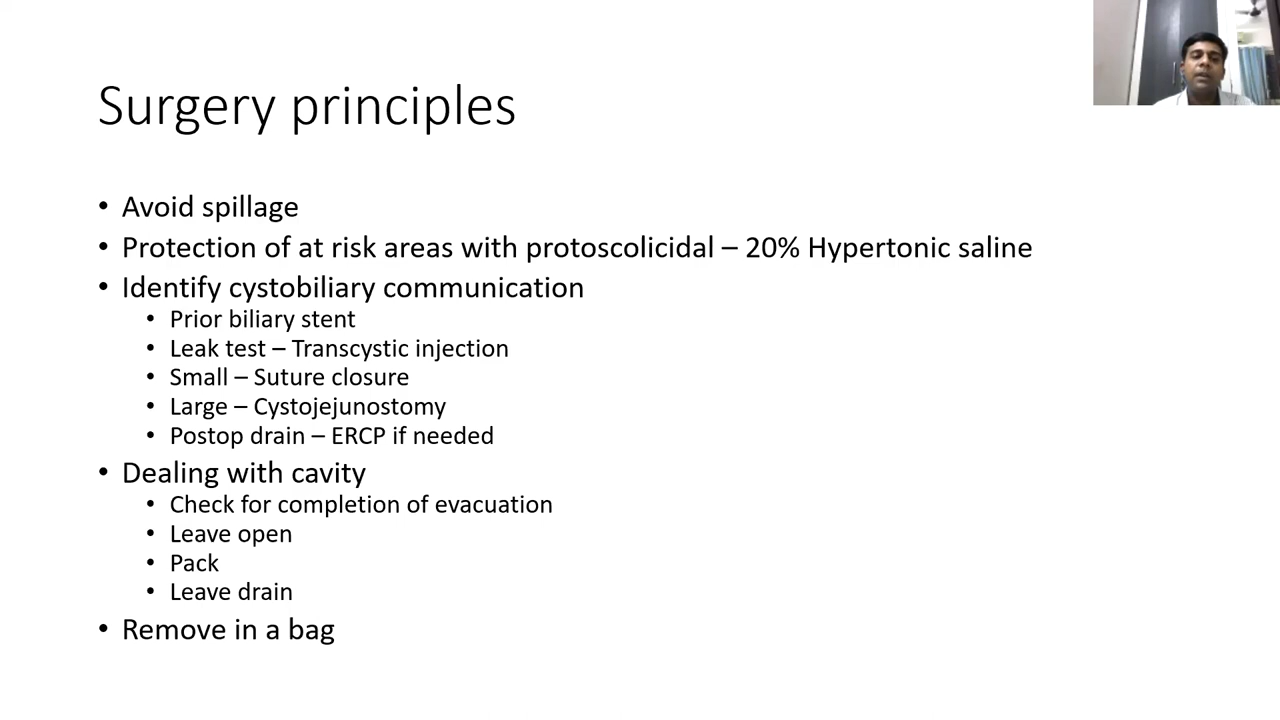 Surgery principles
• Avoid spillage
• Protection of at risk areas with protoscolicidal – 20% Hypertonic saline
• Identify cystobiliary communication
• Prior biliary stent
• Leak test – Transcystic injection
• Small – Suture closure
• Large – Cystojejunostomy
• Postop drain – ERCP if needed
• Dealing with cavity
• Check for completion of evacuation
• Leave open
• Pack
• Leave drain
• Remove in a bag